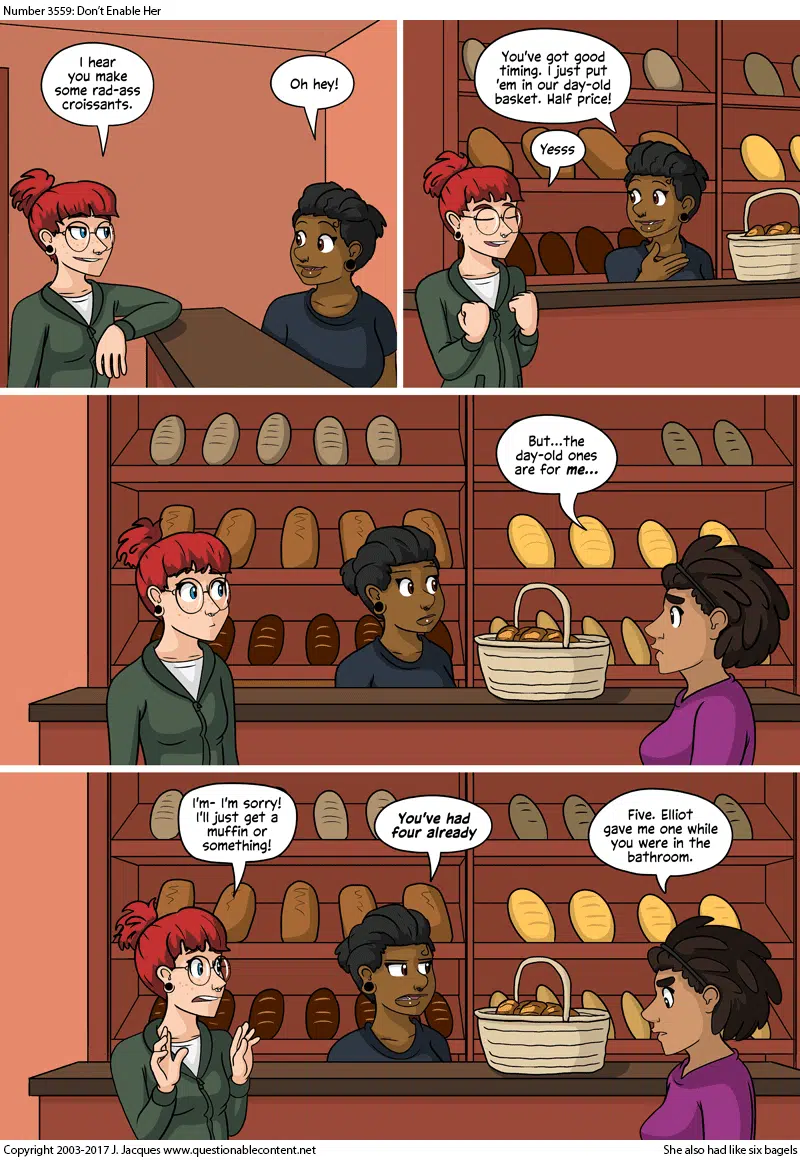 Number 3559: Don't Enable Her
I hear
you make
some rad-ass
croissants.
Oh hey!
You've got good
timing. I just put
'em in our day-old
basket. Half price!
Yesss
But...the
day-old ones
are for me...
I'm- I'm sorry!
I'll just get a
muffin or
something!
You've had
four already
Five. Elliot
gave me one while
you were in the
bathroom.
Copyright 2003-2017 J. Jacques www.questionablecontent.net
She also had like six bagels